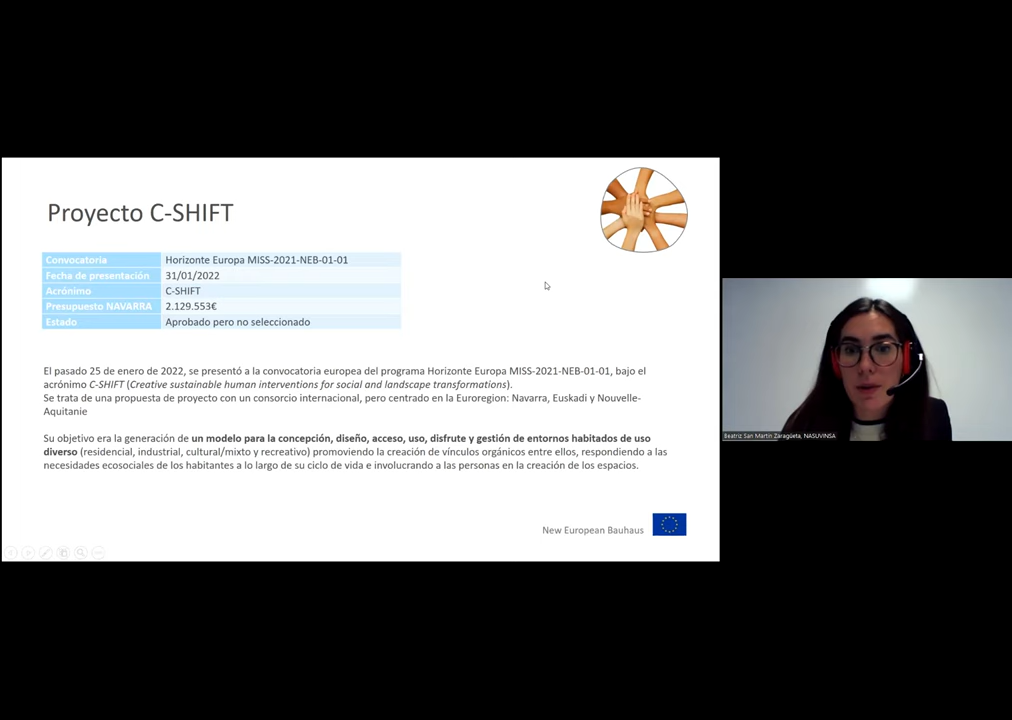 Proyecto C-SHIFT
Convocatoria Horizonte Europa MISS-2021-NEB-01-01
Fecha de presentación 31/01/2022
Acrónimo C-SHIFT
Presupuesto NAVARRA 2.129.553€
Estado Aprobado pero no seleccionado
El pasado 25 de enero de 2022, se presentó a la convocatoria europea del programa Horizonte Europa MISS-2021-NEB-01-01, bajo el
acrónimo C-SHIFT (Creative sustainable human interventions for social and landscape transformations).
Se trata de una propuesta de proyecto con un consorcio internacional, pero centrado en la Euroregion: Navarra, Euskadi y Nouvelle-
Aquitanie
Su objetivo era la generación de un modelo para la concepción, diseño, acceso, uso, disfrute y gestión de entornos habitados de uso
diverso (residencial, industrial, cultural/mixto y recreativo) promoviendo la creación de vínculos orgánicos entre ellos, respondiendo a las
necesidades ecosociales de los habitantes a lo largo de su ciclo de vida e involucrando a las personas en la creación de los espacios.
New European Bauhaus
Beatriz San Martín Zaragüeta, NASUVINSA